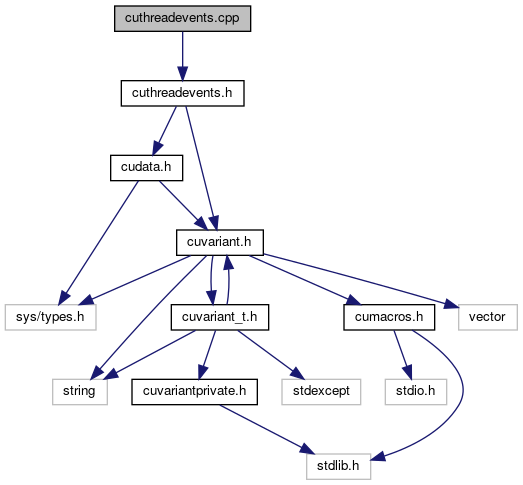 cuthreadevents.cpp
cuthreadevents.h
cudata.h
cuvariant.h
sys/types.h
cuvariant_t.h
cumacros.h
vector
string
cuvariantprivate.h
stdexcept
stdio.h
stdlib.h